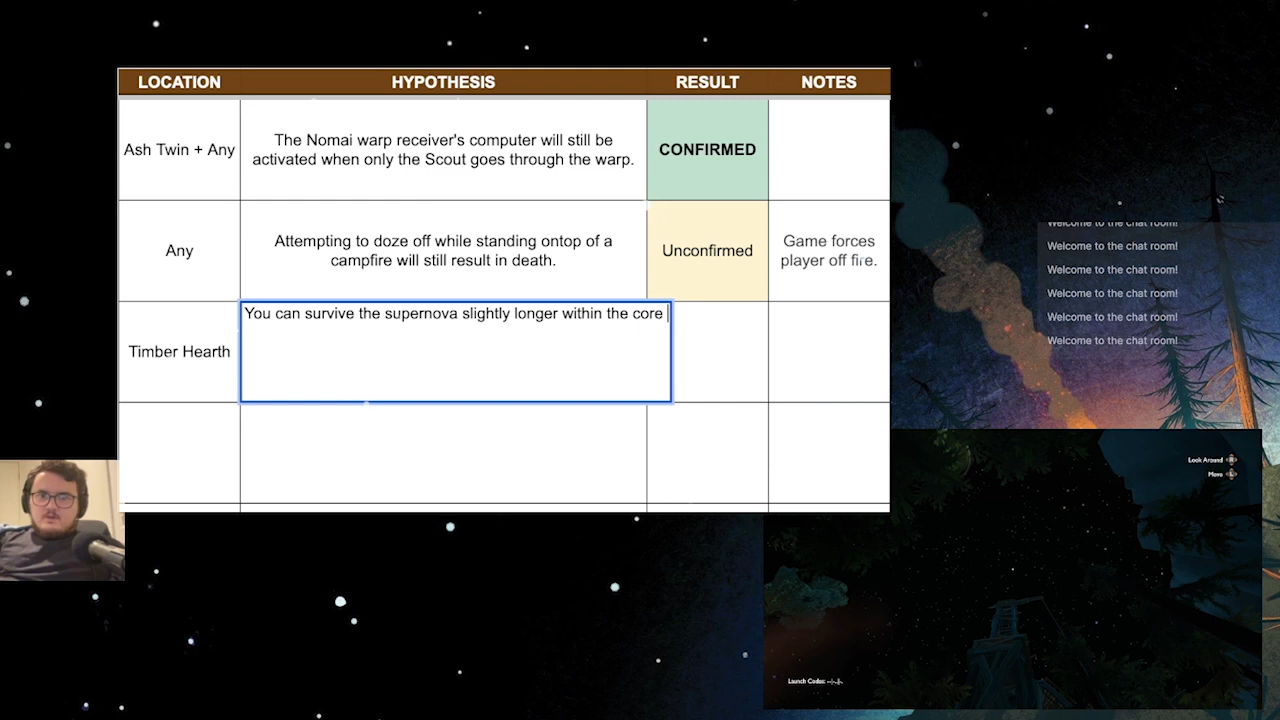 LOCATION HYPOTHESIS RESULT NOTES
Ash Twin + Any
The Nomai warp receiver's computer will still be
activated when only the Scout goes through the warp.
CONFIRMED
Any
Attempting to doze off while standing ontop of a
campfire will still result in death.
Unconfirmed
Game forces
player off fire.
Timber Hearth
You can survive the supernova slightly longer within the core
Welcome to the chat room!
Welcome to the chat room!
Welcome to the chat room!
Welcome to the chat room!
Welcome to the chat room!
Welcome to the chat room!
Look Around R
Move L
Launch Codes: